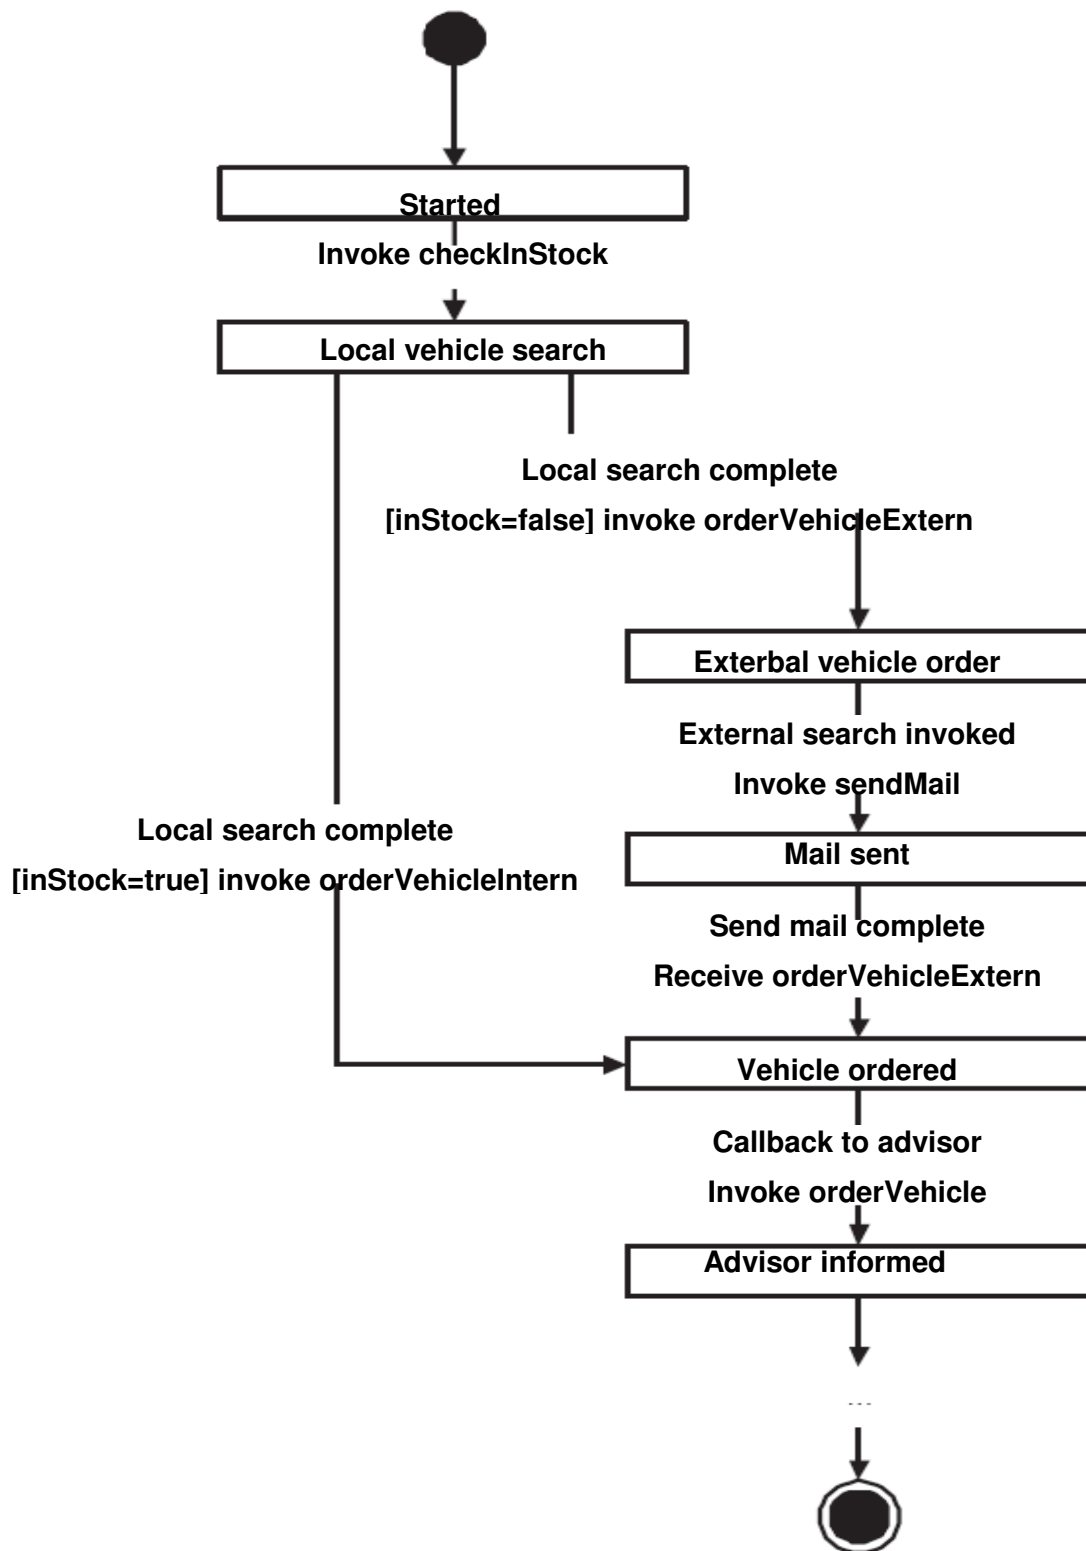 Started
Invoke checkInStock
Local vehicle search
Local search complete
[inStock=false] invoke orderVehicleExtern
Exterbal vehicle order
External search invoked
Invoke sendMail
Local search complete
[inStock=true] invoke orderVehicleIntern
Mail sent
Send mail complete
Receive orderVehicleExtern
Vehicle ordered
Callback to advisor
Invoke orderVehicle
Advisor informed
...